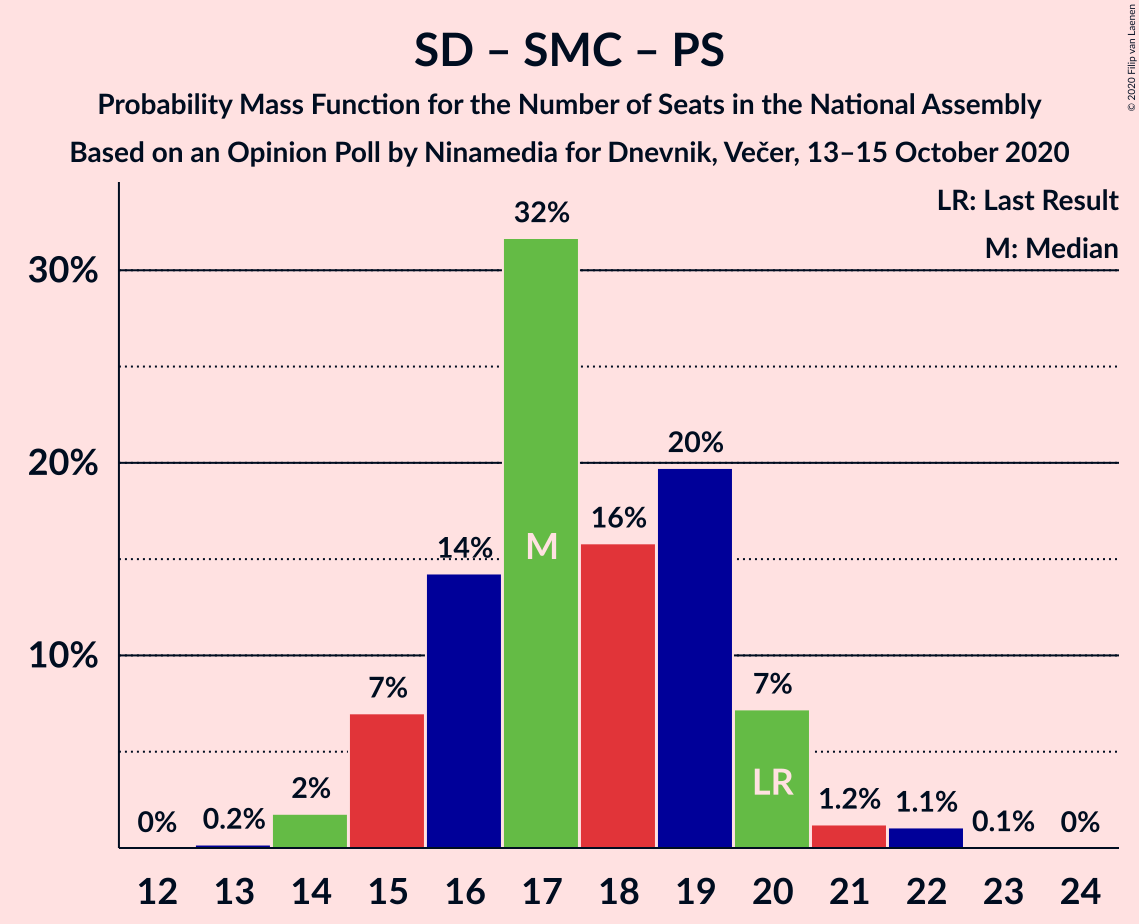 SD – SMC – PS
Probability Mass Function for the Number of Seats in the National Assembly
Based on an Opinion Poll by Ninamedia for Dnevnik, Večer, 13–15 October 2020
© 2020 Filip van Laenen
LR: Last Result
M: Median
30%
20%
10%
0%
0.2%
2%
7%
14%
32%
16%
20%
7%
1.2%
1.1%
0.1%
0%
M
LR
12 13 14 15 16 17 18 19 20 21 22 23 24